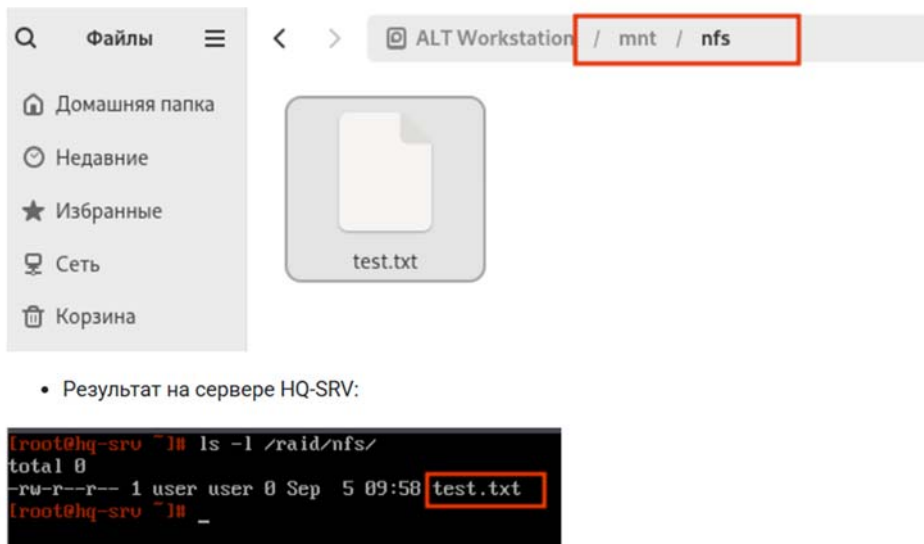 Файлы
ALT Workstation / mnt / nfs
Домашняя папка
Недавние
Избранные
Сеть
Корзина
test.txt
• Результат на сервере HQ-SRV:
[root@hq-srv ~]# ls -l /raid/nfs/
total 0
-rw-r--r-- 1 user user 0 Sep  5 09:58 test.txt
[root@hq-srv ~]# _